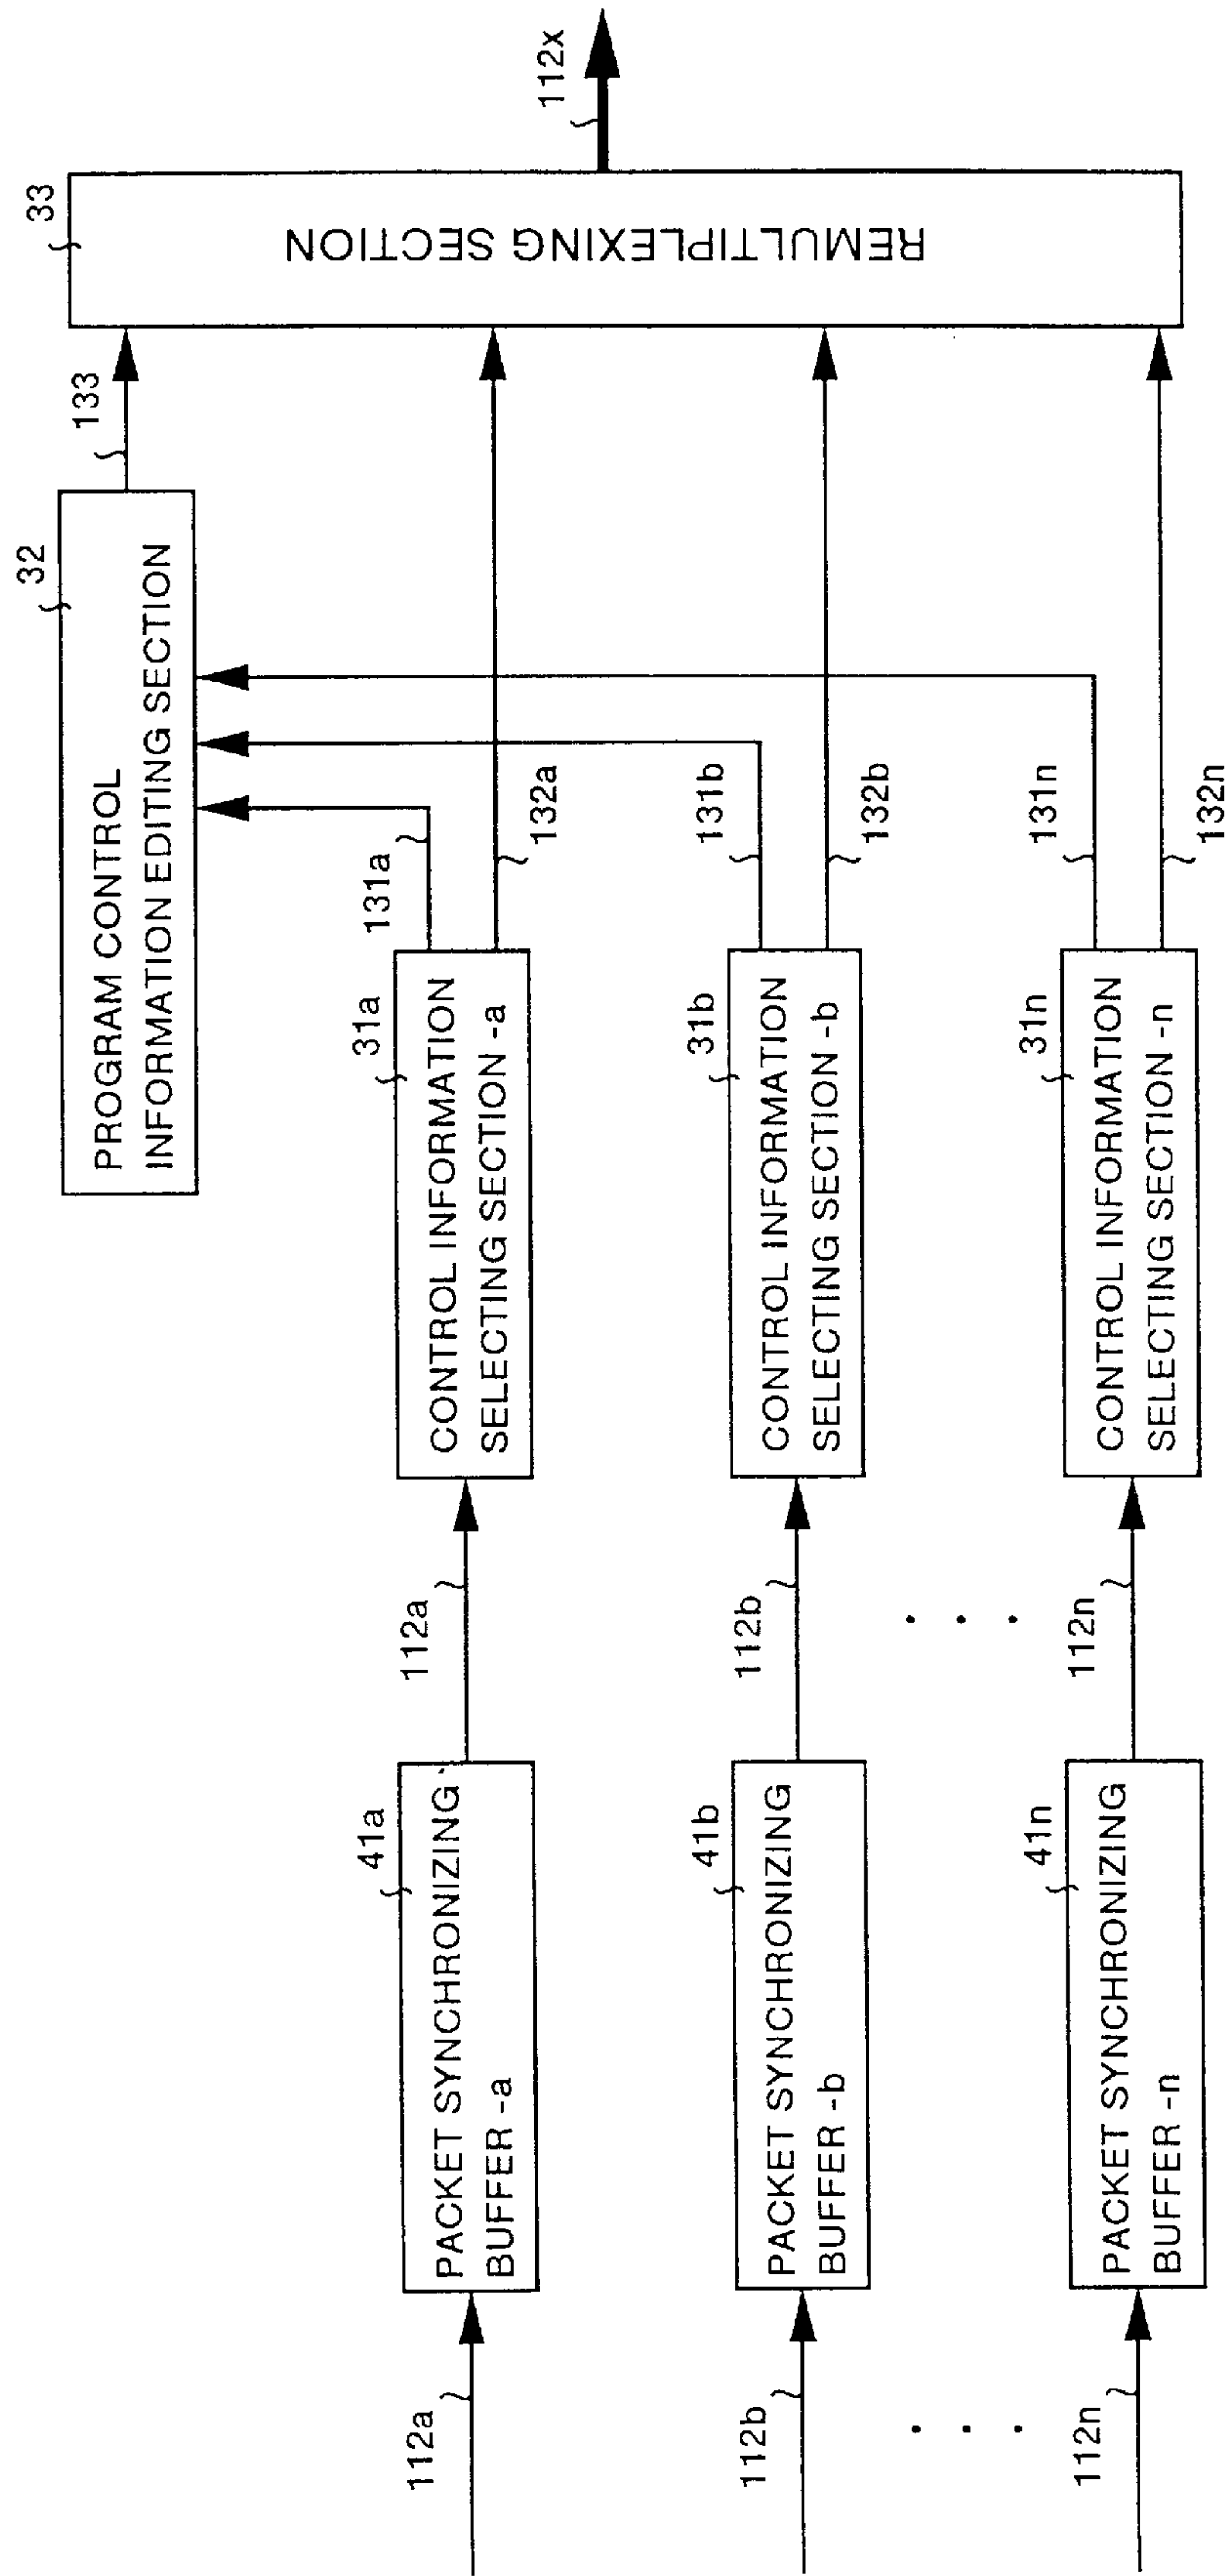 112a
41a
PACKET SYNCHRONIZING
BUFFER -a
112a
31a
CONTROL INFORMATION
SELECTING SECTION -a
131a
132a
32
PROGRAM CONTROL
INFORMATION EDITING SECTION
133
33
REMULTIPLEXING SECTION
112x
112b
41b
PACKET SYNCHRONIZING
BUFFER -b
112b
31b
CONTROL INFORMATION
SELECTING SECTION -b
131b
132b
. . .
. . .
112n
41n
PACKET SYNCHRONIZING
BUFFER -n
112n
31n
CONTROL INFORMATION
SELECTING SECTION -n
131n
132n